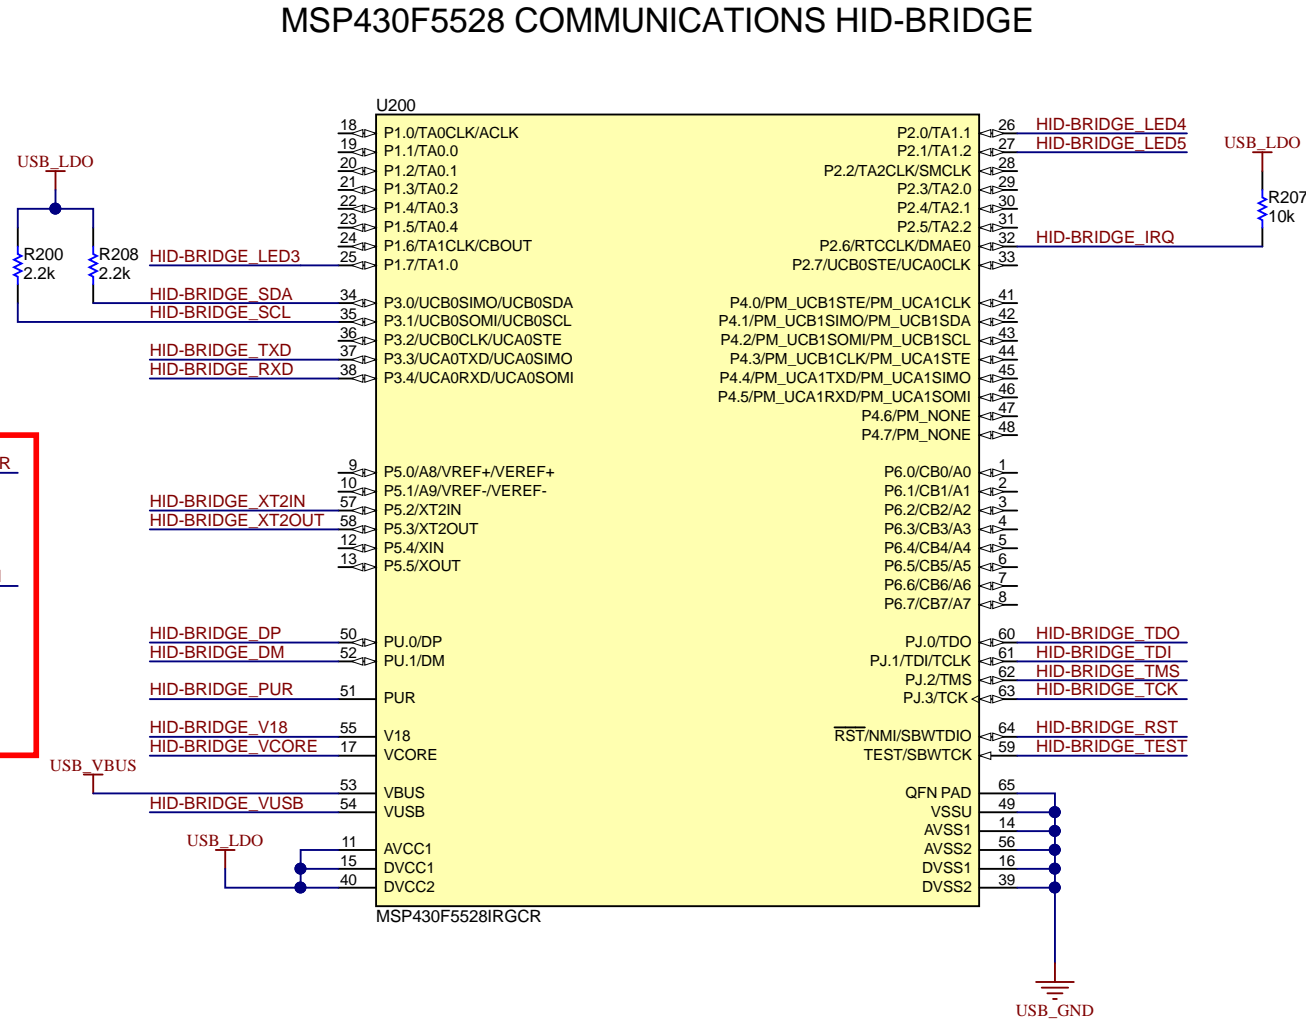 MSP430F5528 COMMUNICATIONS HID-BRIDGE
U200
18 P1.0/TA0CLK/ACLK
19 P1.1/TA0.0
20 P1.2/TA0.1
21 P1.3/TA0.2
22 P1.4/TA0.3
23 P1.5/TA0.4
24 P1.6/TA1CLK/CBOUT
HID-BRIDGE_LED3 25 P1.7/TA1.0
USB_LDO
R200
2.2k
R208
2.2k
HID-BRIDGE_SDA 34 P3.0/UCB0SIMO/UCB0SDA
HID-BRIDGE_SCL 35 P3.1/UCB0SOMI/UCB0SCL
36 P3.2/UCB0CLK/UCA0STE
HID-BRIDGE_TXD 37 P3.3/UCA0TXD/UCA0SIMO
HID-BRIDGE_RXD 38 P3.4/UCA0RXD/UCA0SOMI
R
9 P5.0/A8/VREF+/VEREF+
10 P5.1/A9/VREF-/VEREF-
HID-BRIDGE_XT2IN 57 P5.2/XT2IN
HID-BRIDGE_XT2OUT 58 P5.3/XT2OUT
12 P5.4/XIN
13 P5.5/XOUT
HID-BRIDGE_DP 50 PU.0/DP
HID-BRIDGE_DM 52 PU.1/DM
HID-BRIDGE_PUR 51 PUR
HID-BRIDGE_V18 55 V18
HID-BRIDGE_VCORE 17 VCORE
USB_VBUS
53 VBUS
HID-BRIDGE_VUSB 54 VUSB
USB_LDO
11 AVCC1
15 DVCC1
40 DVCC2
MSP430F5528IRGCR
P2.0/TA1.1 26 HID-BRIDGE_LED4
P2.1/TA1.2 27 HID-BRIDGE_LED5
P2.2/TA2CLK/SMCLK 28
P2.3/TA2.0 29
P2.4/TA2.1 30
P2.5/TA2.2 31
P2.6/RTCCLK/DMAE0 32 HID-BRIDGE_IRQ
P2.7/UCB0STE/UCA0CLK 33
USB_LDO
R207
10k
P4.0/PM_UCB1STE/PM_UCA1CLK 41
P4.1/PM_UCB1SIMO/PM_UCB1SDA 42
P4.2/PM_UCB1SOMI/PM_UCB1SCL 43
P4.3/PM_UCB1CLK/PM_UCA1STE 44
P4.4/PM_UCA1TXD/PM_UCA1SIMO 45
P4.5/PM_UCA1RXD/PM_UCA1SOMI 46
P4.6/PM_NONE 47
P4.7/PM_NONE 48
P6.0/CB0/A0 1
P6.1/CB1/A1 2
P6.2/CB2/A2 3
P6.3/CB3/A3 4
P6.4/CB4/A4 5
P6.5/CB5/A5 6
P6.6/CB6/A6 7
P6.7/CB7/A7 8
PJ.0/TDO 60 HID-BRIDGE_TDO
PJ.1/TDI/TCLK 61 HID-BRIDGE_TDI
PJ.2/TMS 62 HID-BRIDGE_TMS
PJ.3/TCK 63 HID-BRIDGE_TCK
RST/NMI/SBWTDIO 64 HID-BRIDGE_RST
TEST/SBWTCK 59 HID-BRIDGE_TEST
QFN PAD 65
VSSU 49
AVSS1 14
AVSS2 56
DVSS1 16
DVSS2 39
USB_GND